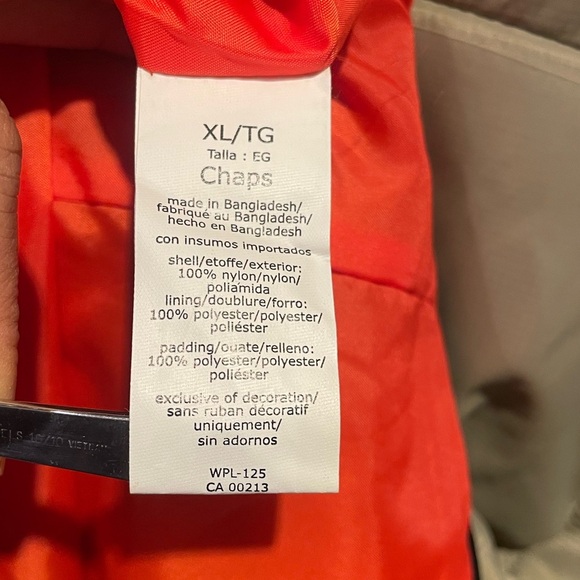 XL/TG
Talla : EG
Chaps
made in Bangladesh/
fabriqué au Bangladesh/
hecho en Bangladesh
con insumos importados
shell/etoffe/exterior:
100% nylon/nylon/
poliamida
lining/doublure/forro:
100% polyester/polyester/
poliéster
padding/ouate/relleno:
100% polyester/polyester/
poliéster
exclusive of decoration/
sans ruban décoratif
uniquement/
sin adornos
WPL-125
CA 00213
VIETNAM